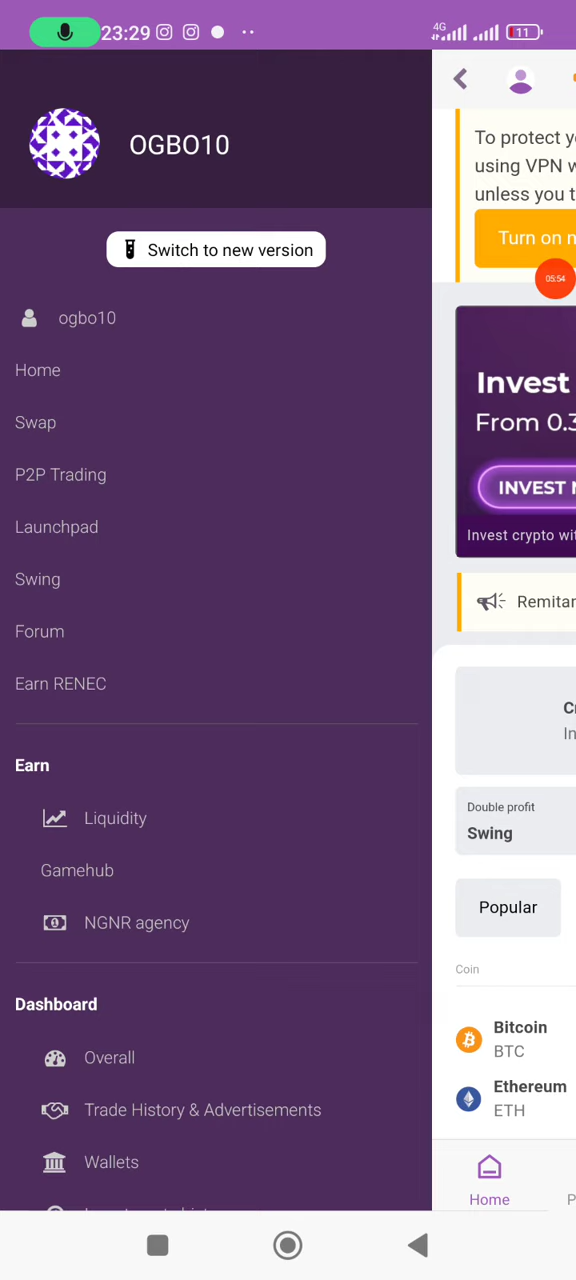 23:29
4G
11
OGBO10
Switch to new version
ogbo10
Home
Swap
P2P Trading
Launchpad
Swing
Forum
Earn RENEC
Earn
Liquidity
Gamehub
NGNR agency
Dashboard
Overall
Trade History & Advertisements
Wallets
To protect
using VPN
unless you
Turn on
05:54
Invest
From 0.3
INVEST
Invest crypto
Double profit
Swing
Popular
Coin
Bitcoin
BTC
Ethereum
ETH
Home